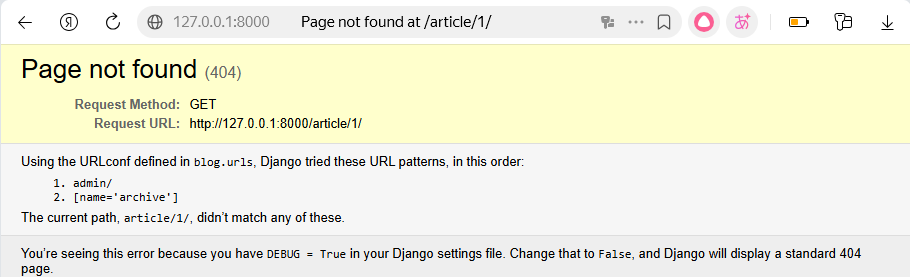 127.0.0.1:8000 Page not found at /article/1/
Page not found (404)
Request Method: GET
Request URL: http://127.0.0.1:8000/article/1/
Using the URLconf defined in blog.urls, Django tried these URL patterns, in this order:
1. admin/
2. [name='archive']
The current path, article/1/, didn’t match any of these.
You’re seeing this error because you have DEBUG = True in your Django settings file. Change that to False, and Django will display a standard 404
page.